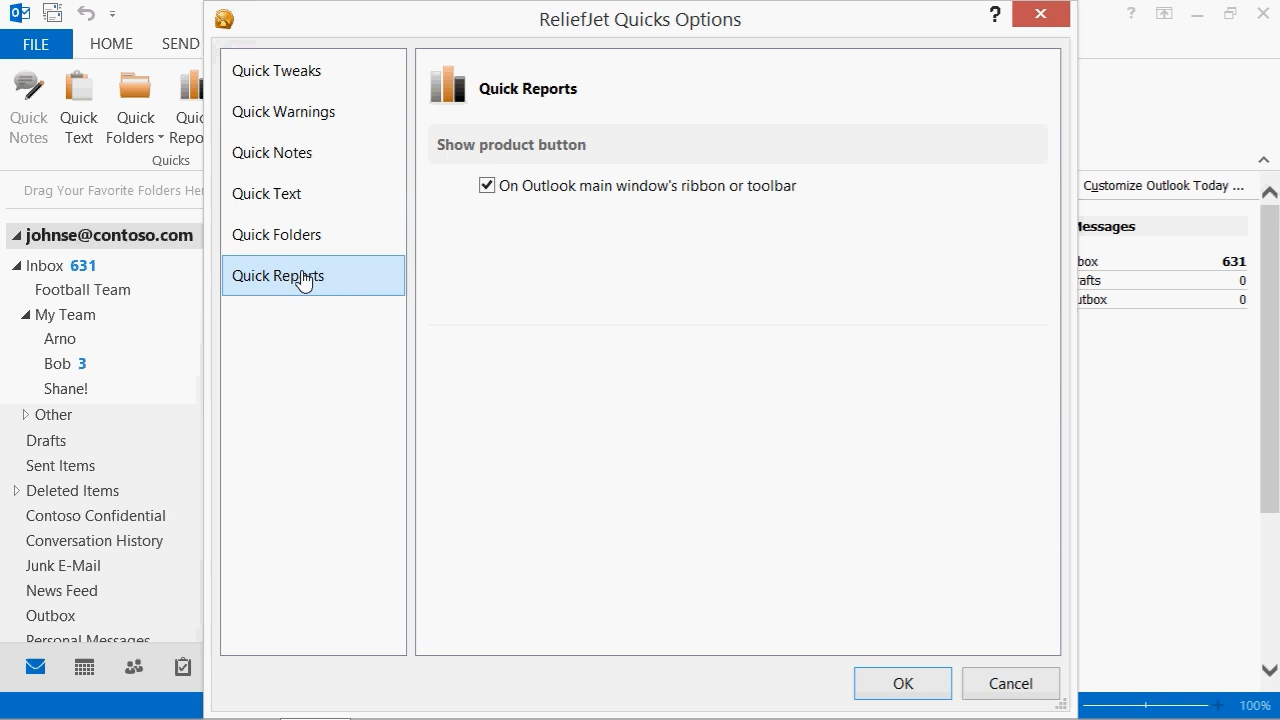 ReliefJet Quicks Options
?
?
FILE
HOME
SEND
Quick Notes
Quick Text
Quick Folders
Quicks
Drag Your Favorite Folders
johnse@contoso.com
Inbox 631
Football Team
My Team
Arno
Bob 3
Shane!
Other
Drafts
Sent Items
Deleted Items
Contoso Confidential
Conversation History
Junk E-Mail
News Feed
Outbox
Personal Messages
Quick Tweaks
Quick Warnings
Quick Notes
Quick Text
Quick Folders
Quick Reports
Quick Reports
Show product button
On Outlook main window's ribbon or toolbar
OK
Cancel
Customize Outlook Today ...
631
0
0
100%